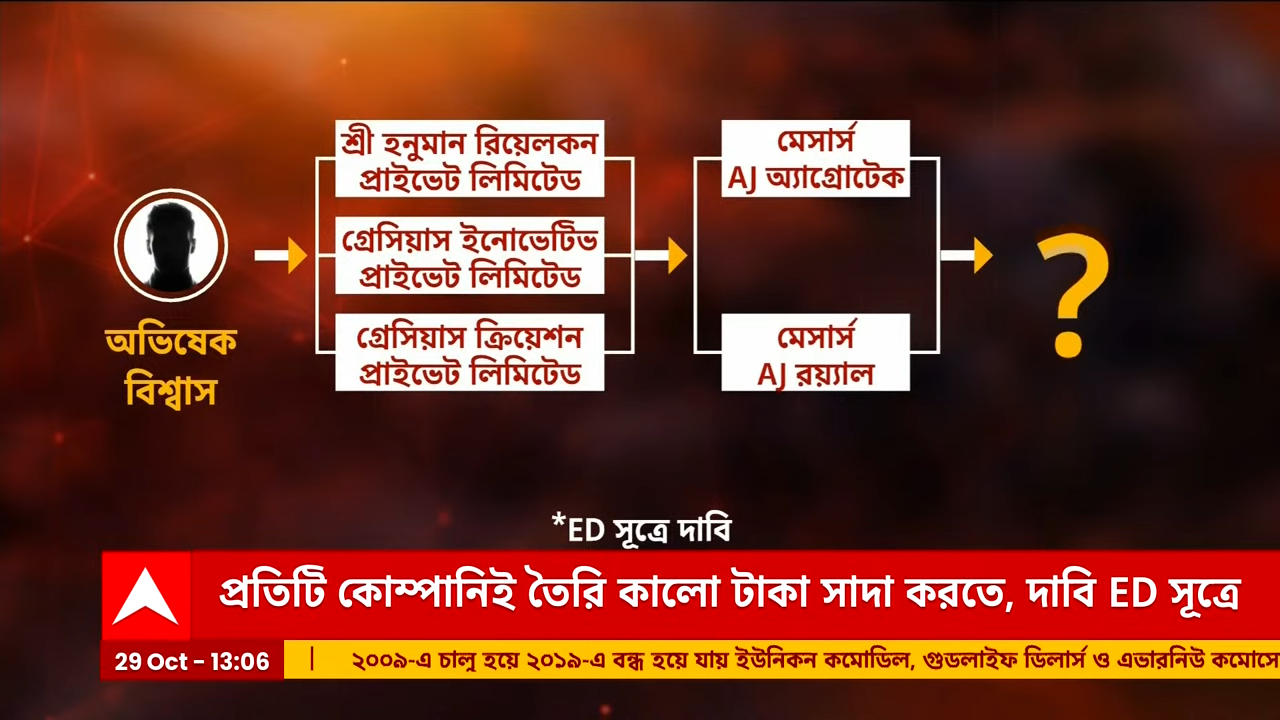 শ্রী হনুমান রিয়েলকন
প্রাইভেট লিমিটেড
মেসার্স
AJ অ্যাগ্রোটেক
গ্রেসিয়াস ইনোভেটিভ
প্রাইভেট লিমিটেড
?
অভিষেক
বিশ্বাস
গ্রেসিয়াস ক্রিয়েশন
প্রাইভেট লিমিটেড
মেসার্স
AJ রয়্যাল
*ED সূত্রে দাবি
প্রতিটি কোম্পানিই তৈরি কালো টাকা সাদা করতে, দাবি ED সূত্রে
29 Oct - 13:06
| ২০০৯-এ চালু হয়ে ২০১৯-এ বন্ধ হয়ে যায় ইউনিকন কমোডিল, গুডলাইফ ডিলার্স ও এভারনিউ